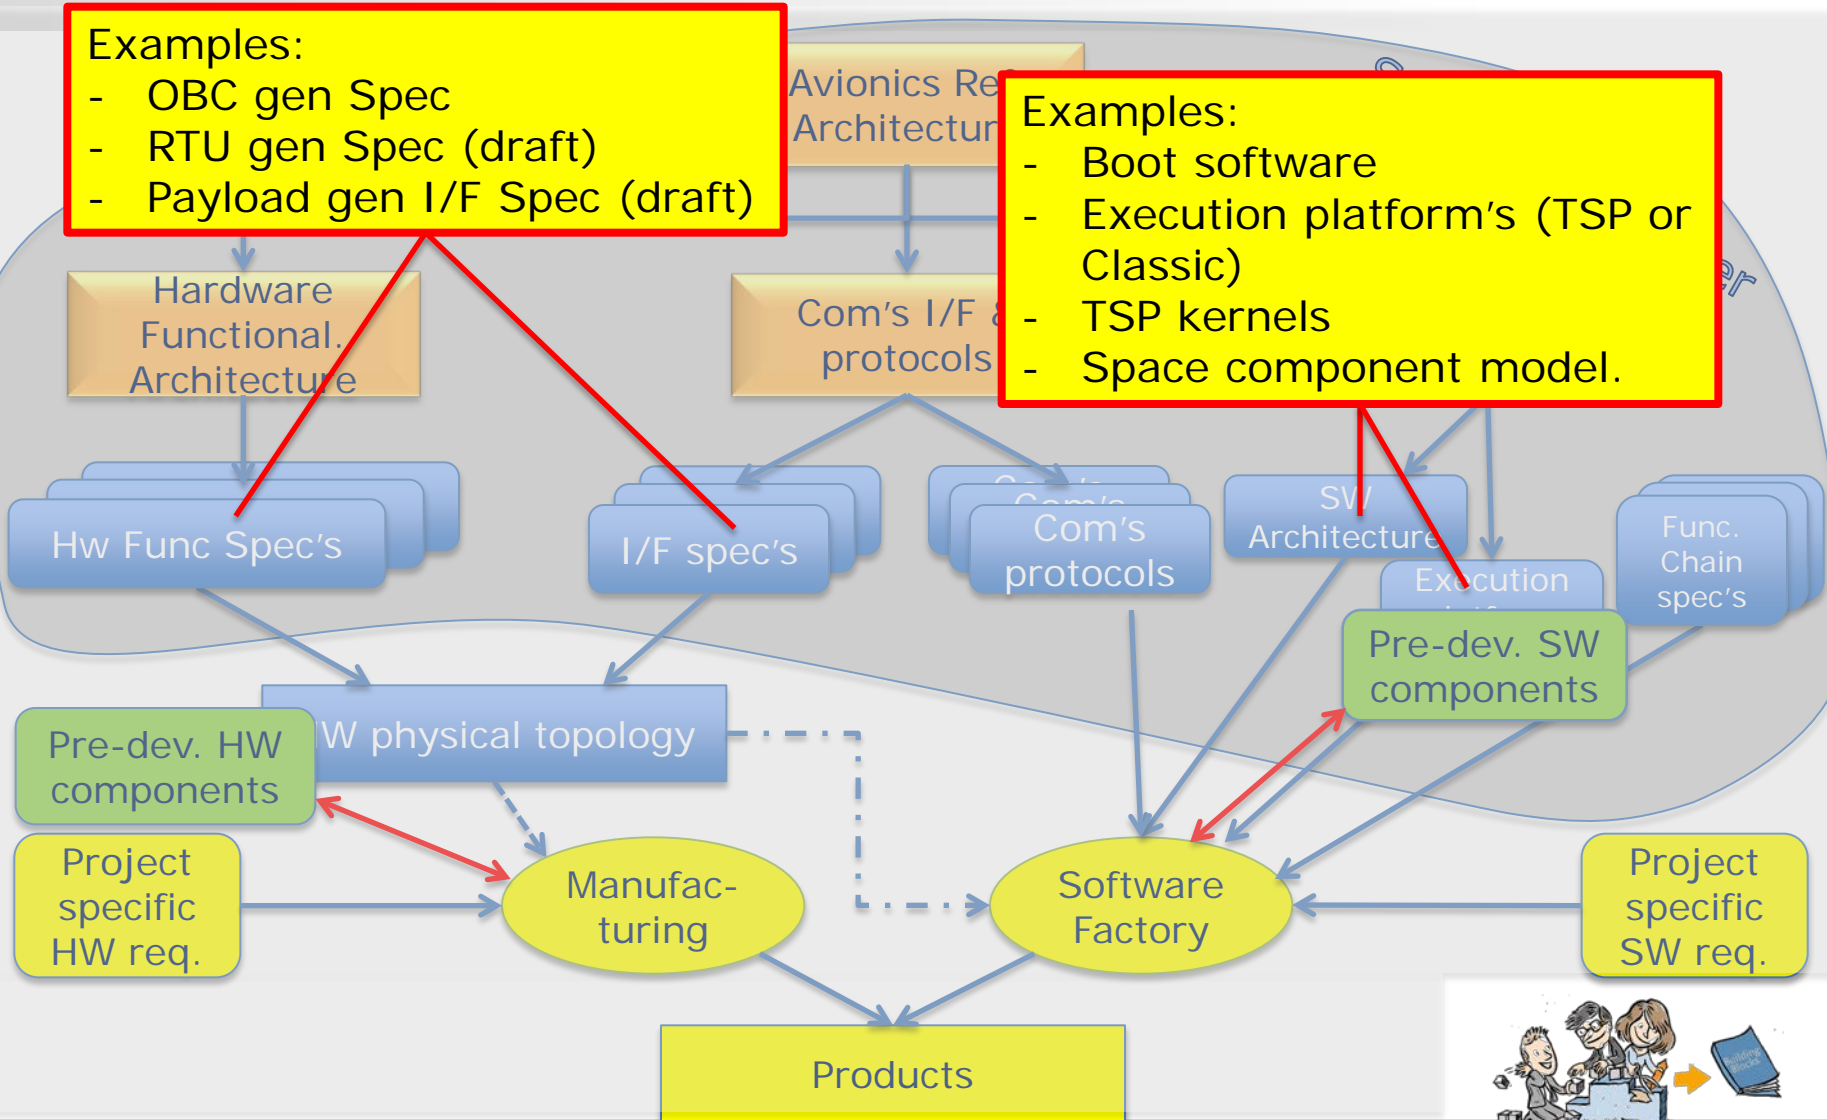 Examples:
- OBC gen Spec
- RTU gen Spec (draft)
- Payload gen I/F Spec (draft)
Avionics
Examples:
- Boot software
- Execution platform's (TSP or
Classic)
- TSP kernels
- Space component model.
Hardware
Functional.
Architecture
Com's I/F
protocols
Hw Func Spec's
I/F spec's
Com's
Com's
protocols
SW
Architecture
Execution
Func.
Chain
spec's
Pre-dev. SW
components
Pre-dev. HW
components
physical topology
Project
specific
HW req.
Manufac-
turing
Software
Factory
Project
specific
SW req.
Products
Building
Blocks